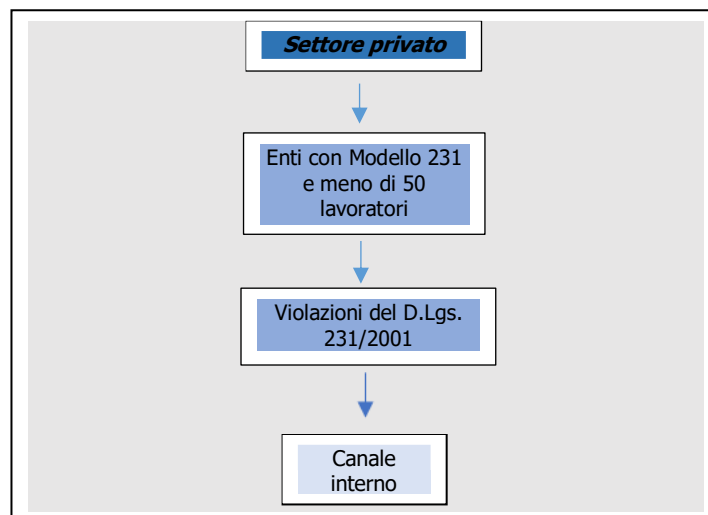 Settore privato
Enti con Modello 231
e meno di 50
lavoratori
Violazioni del D.Lgs.
231/2001
Canale
interno